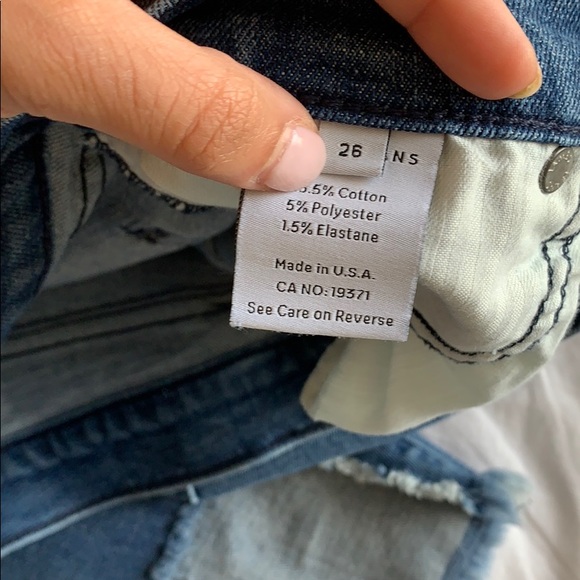 26 NS
.5% Cotton
5% Polyester
1.5% Elastane
Made in U.S.A.
CA NO: 19371
See Care on Reverse